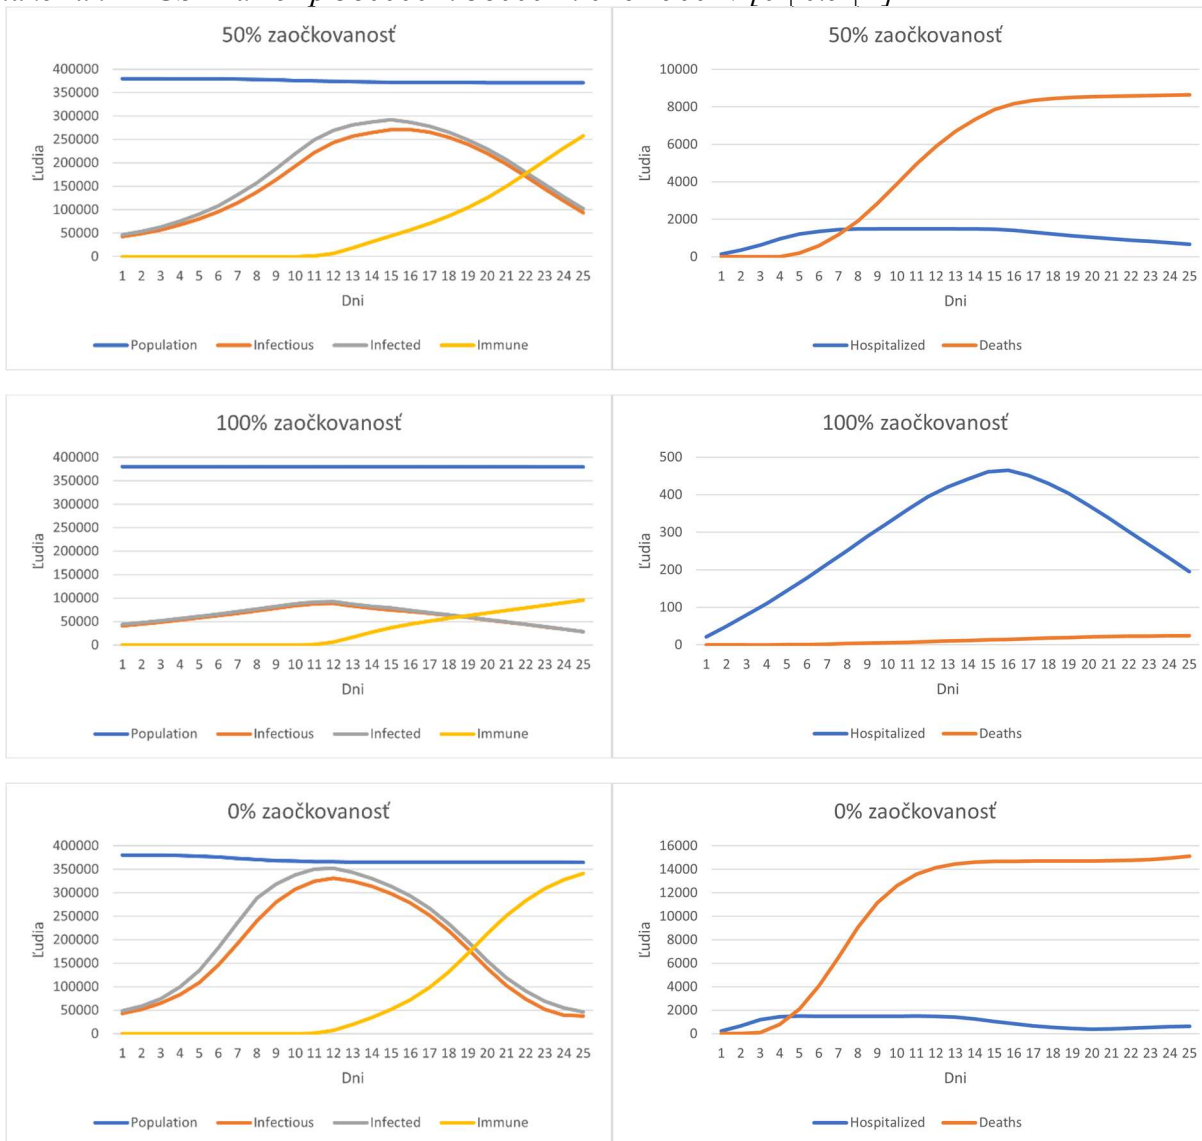 50% zaočkovanosť
400000
350000
300000
250000
200000
150000
100000
50000
0
Ľudia
1 2 3 4 5 6 7 8 9 10 11 12 13 14 15 16 17 18 19 20 21 22 23 24 25
Dni
Population Infectious Infected Immune
50% zaočkovanosť
10000
8000
6000
4000
2000
0
Ľudia
1 2 3 4 5 6 7 8 9 10 11 12 13 14 15 16 17 18 19 20 21 22 23 24 25
Dni
Hospitalized Deaths
100% zaočkovanosť
400000
350000
300000
250000
200000
150000
100000
50000
0
Ľudia
1 2 3 4 5 6 7 8 9 10 11 12 13 14 15 16 17 18 19 20 21 22 23 24 25
Dni
Population Infectious Infected Immune
100% zaočkovanosť
500
400
300
200
100
0
Ľudia
1 2 3 4 5 6 7 8 9 10 11 12 13 14 15 16 17 18 19 20 21 22 23 24 25
Dni
Hospitalized Deaths
0% zaočkovanosť
400000
350000
300000
250000
200000
150000
100000
50000
0
Ľudia
1 2 3 4 5 6 7 8 9 10 11 12 13 14 15 16 17 18 19 20 21 22 23 24 25
Dni
Population Infectious Infected Immune
0% zaočkovanosť
16000
14000
12000
10000
8000
6000
4000
2000
0
Ľudia
1 2 3 4 5 6 7 8 9 10 11 12 13 14 15 16 17 18 19 20 21 22 23 24 25
Dni
Hospitalized Deaths